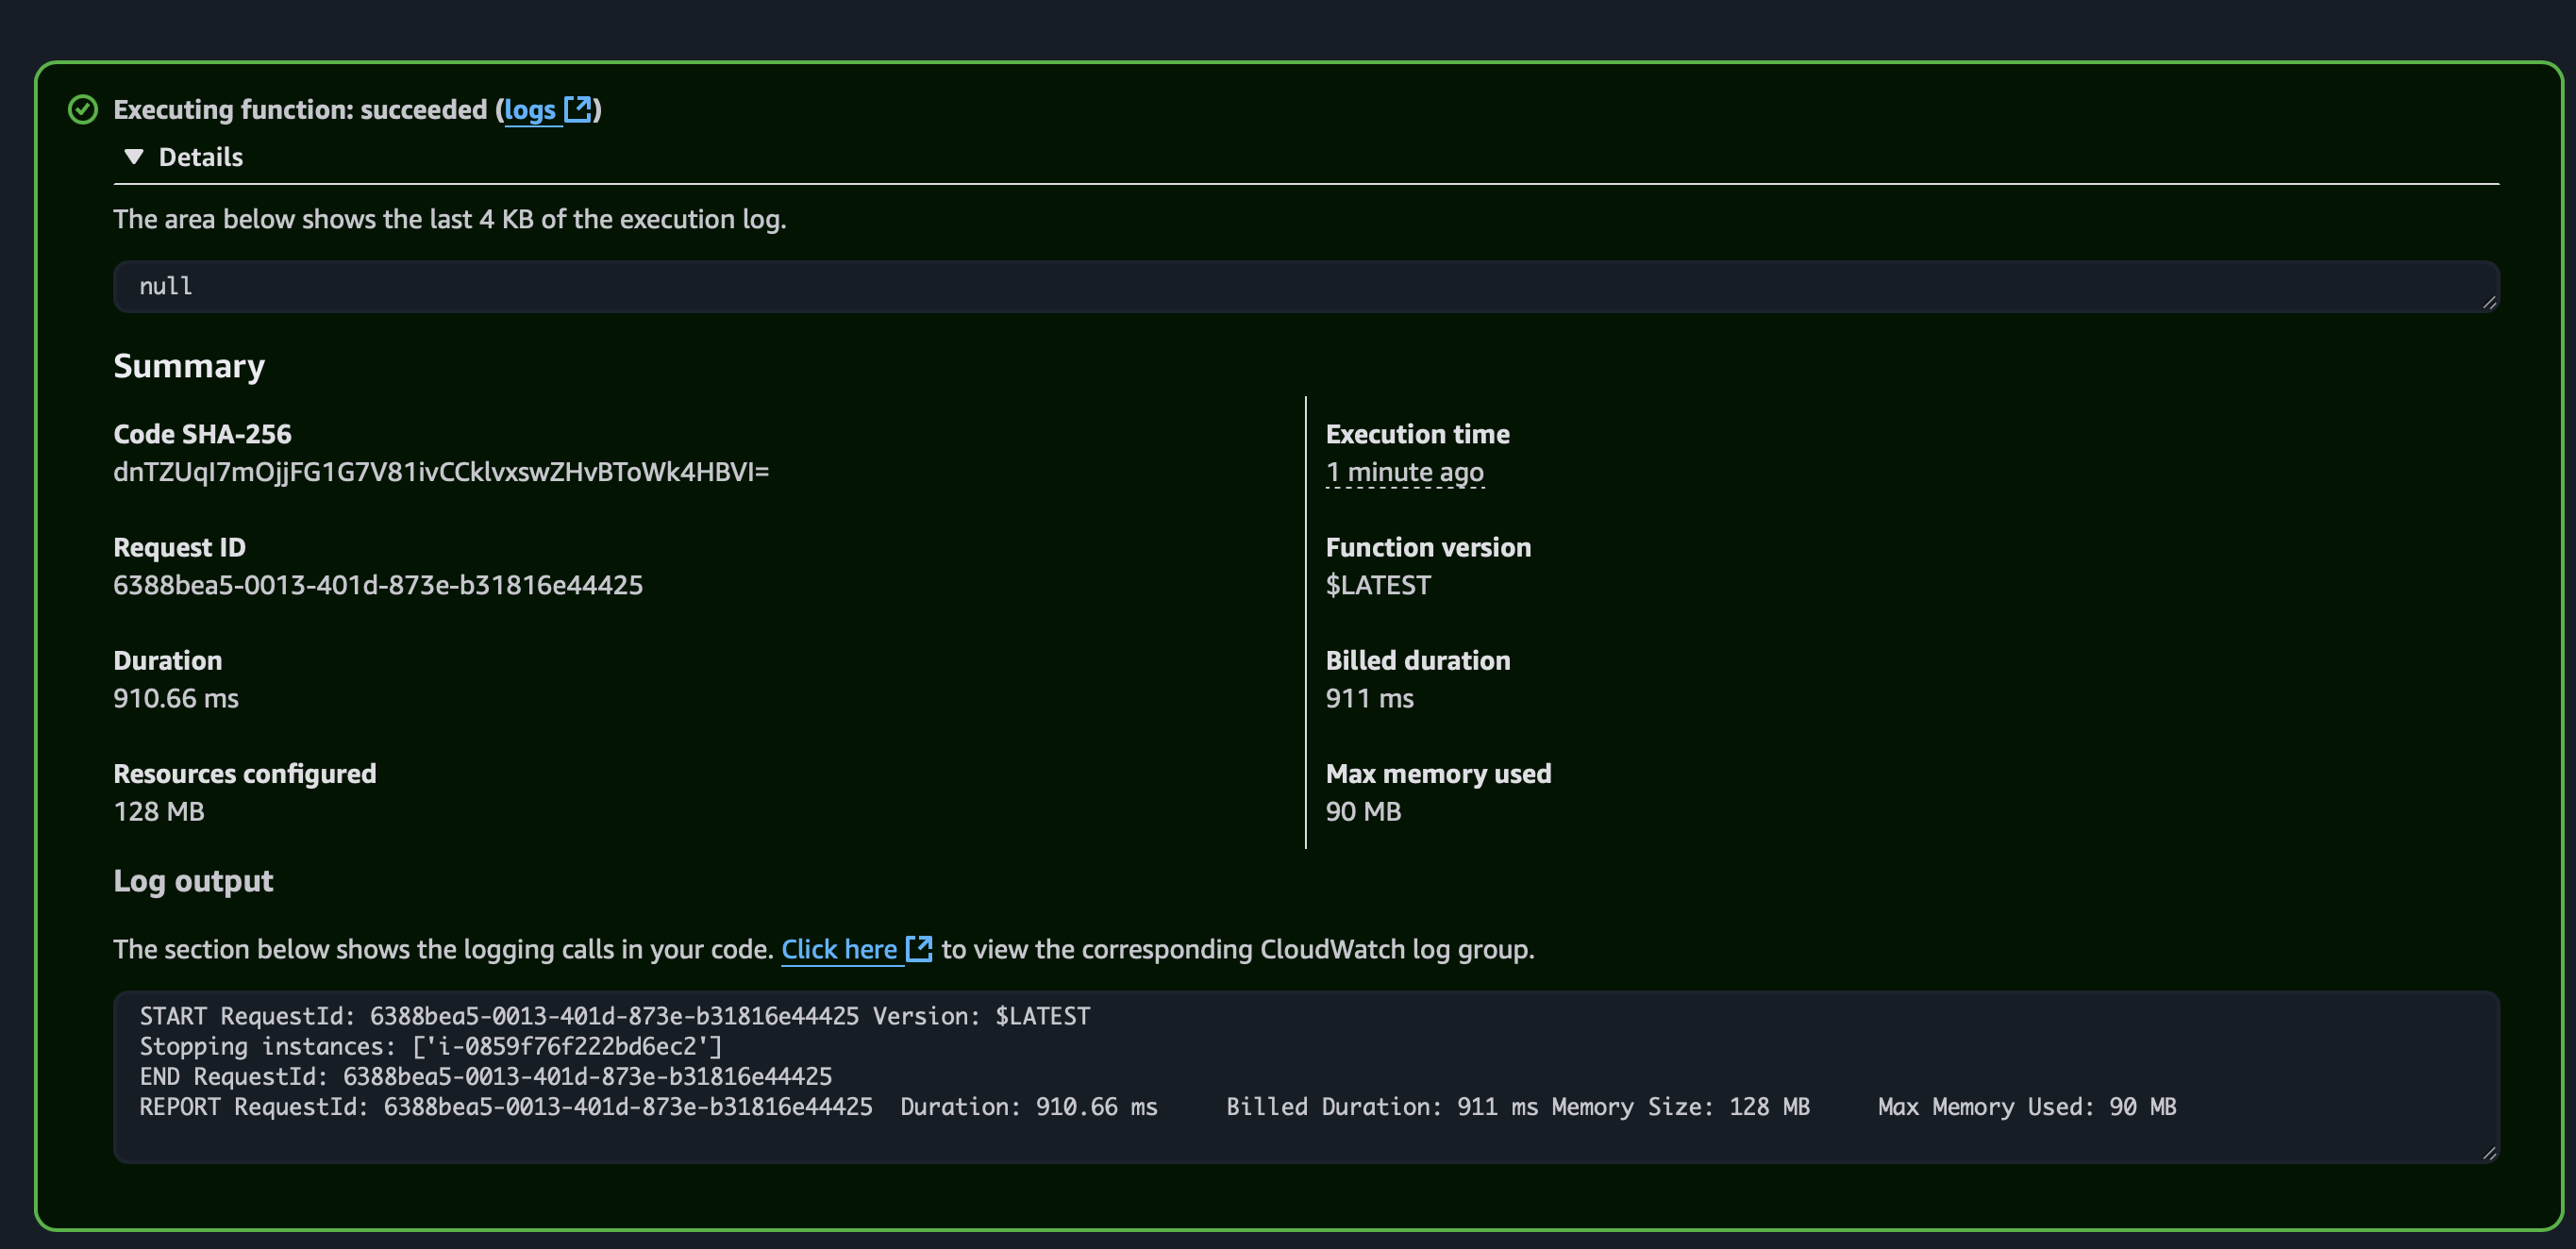 Executing function: succeeded (logs)
Details
The area below shows the last 4 KB of the execution log.
null
Summary
Code SHA-256
dnTZUqI7mOjjFG1G7V81ivCCklvxswZHvBToWk4HBVI=
Execution time
1 minute ago
Request ID
6388bea5-0013-401d-873e-b31816e44425
Function version
$LATEST
Duration
910.66 ms
Billed duration
911 ms
Resources configured
128 MB
Max memory used
90 MB
Log output
The section below shows the logging calls in your code. Click here to view the corresponding CloudWatch log group.
START RequestId: 6388bea5-0013-401d-873e-b31816e44425 Version: $LATEST
Stopping instances: ['i-0859f76f222bd6ec2']
END RequestId: 6388bea5-0013-401d-873e-b31816e44425
REPORT RequestId: 6388bea5-0013-401d-873e-b31816e44425 Duration: 910.66 ms Billed Duration: 911 ms Memory Size: 128 MB Max Memory Used: 90 MB